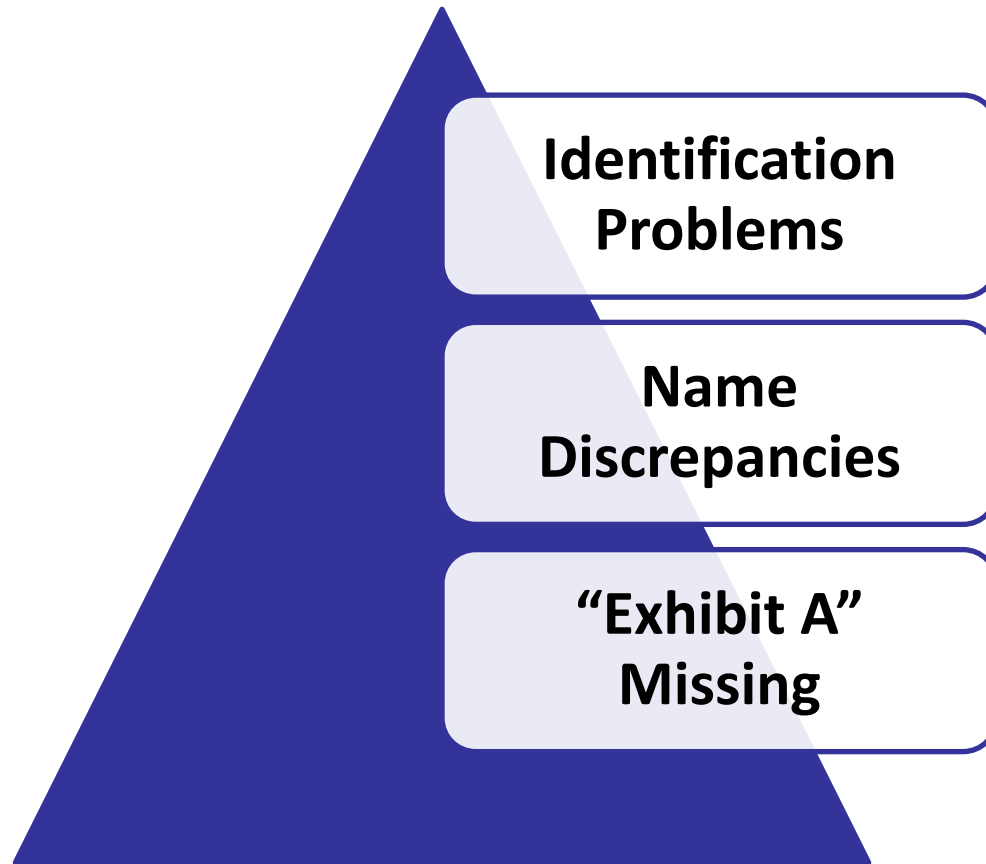 Identification
Problems
Name
Discrepancies
“Exhibit A”
Missing